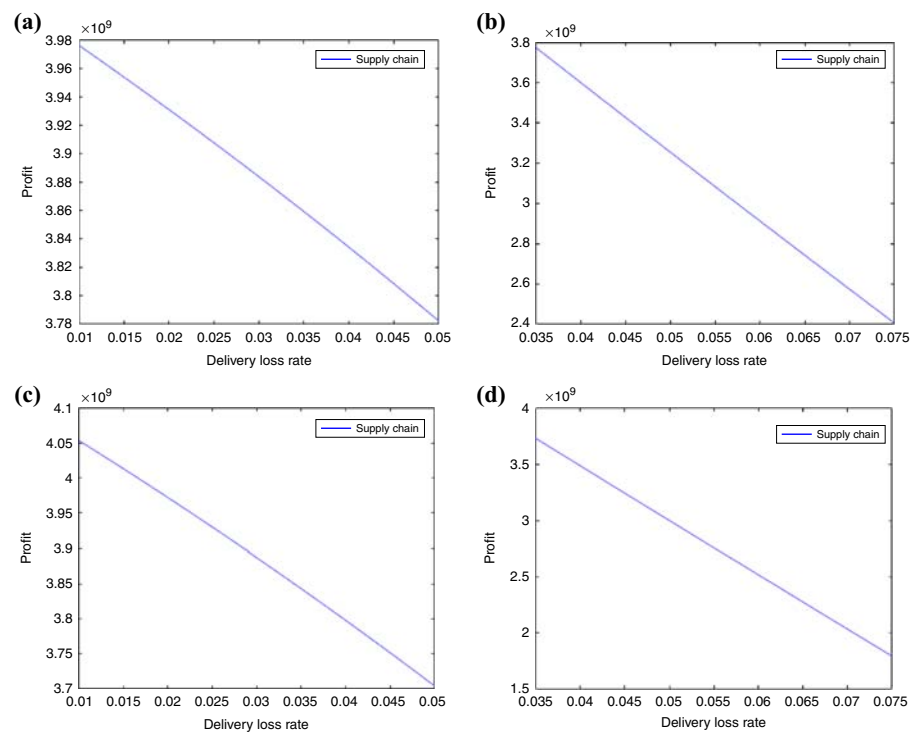 (a)
×10⁹
3.98
3.96
3.94
3.92
3.9
3.88
3.86
3.84
3.82
3.8
3.78
Profit
Supply chain
0.01 0.015 0.02 0.025 0.03 0.035 0.04 0.045 0.05
Delivery loss rate
(b)
×10⁹
3.8
3.6
3.4
3.2
3
2.8
2.6
2.4
Profit
Supply chain
0.035 0.04 0.045 0.05 0.055 0.06 0.065 0.07 0.075
Delivery loss rate
(c)
×10⁹
4.1
4.05
4
3.95
3.9
3.85
3.8
3.75
3.7
Profit
Supply chain
0.01 0.015 0.02 0.025 0.03 0.035 0.04 0.045 0.05
Delivery loss rate
(d)
×10⁹
4
3.5
3
2.5
2
1.5
Profit
Supply chain
0.035 0.04 0.045 0.05 0.055 0.06 0.065 0.07 0.075
Delivery loss rate